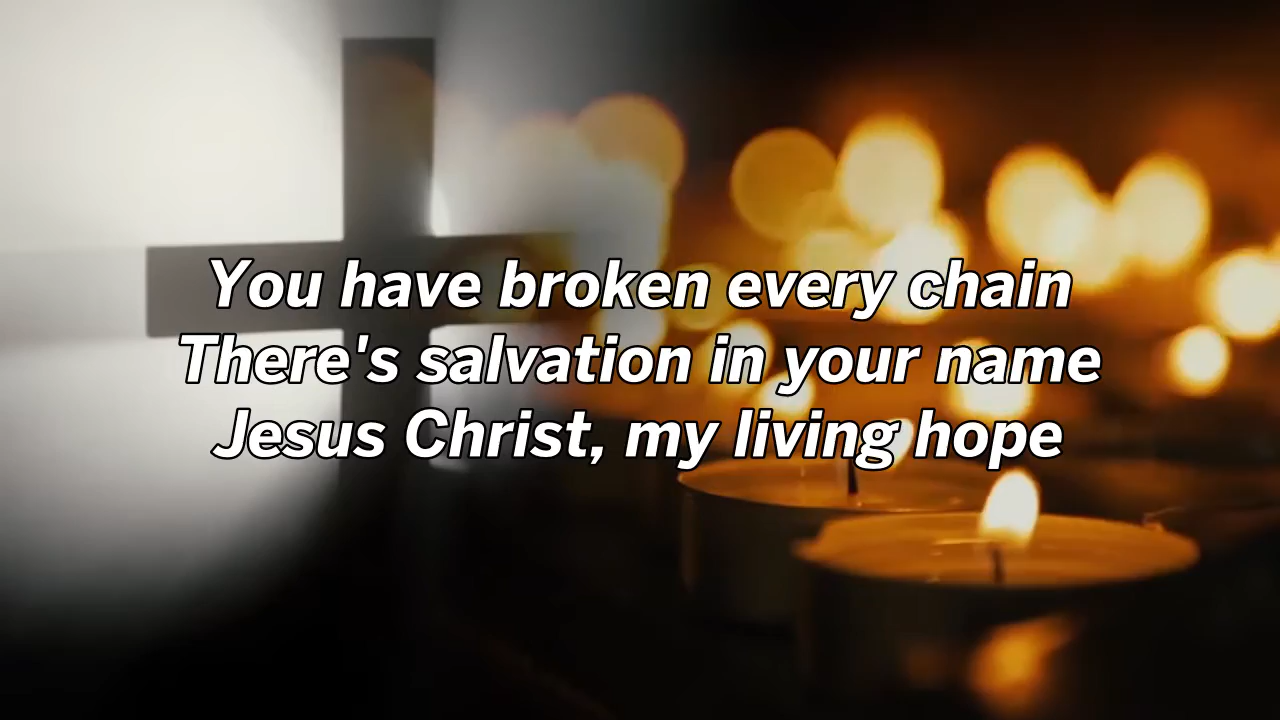 You have broken every chain
There's salvation in your name
Jesus Christ, my living hope